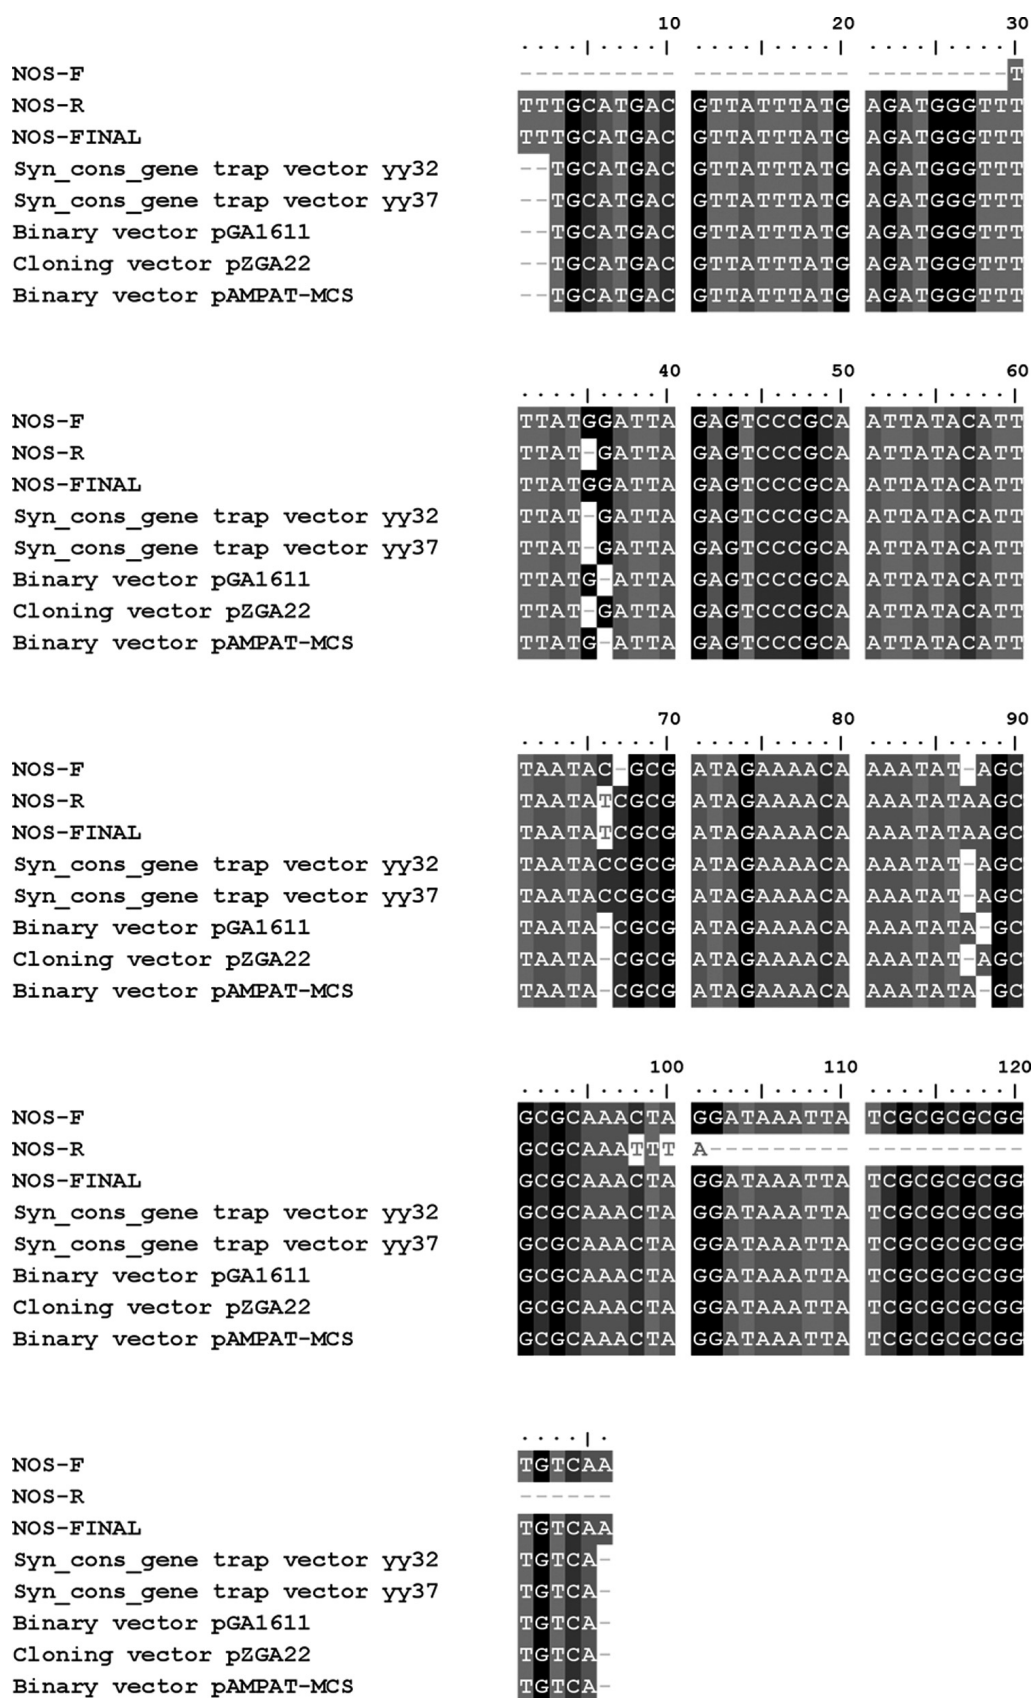 10 20 30
....|....| ....|....| ....|....|
NOS-F ---------- ---------- ---------T
NOS-R TTTGCATGAC GTTATTTATG AGATGGGTTT
NOS-FINAL TTTGCATGAC GTTATTTATG AGATGGGTTT
Syn_cons_gene trap vector yy32 --TGCATGAC GTTATTTATG AGATGGGTTT
Syn_cons_gene trap vector yy37 --TGCATGAC GTTATTTATG AGATGGGTTT
Binary vector pGA1611 --TGCATGAC GTTATTTATG AGATGGGTTT
Cloning vector pZGA22 --TGCATGAC GTTATTTATG AGATGGGTTT
Binary vector pAMPAT-MCS --TGCATGAC GTTATTTATG AGATGGGTTT
40 50 60
....|....| ....|....| ....|....|
NOS-F TTATGGATTA GAGTCCCGCA ATTATACATT
NOS-R TTAT-GATTA GAGTCCCGCA ATTATACATT
NOS-FINAL TTATGGATTA GAGTCCCGCA ATTATACATT
Syn_cons_gene trap vector yy32 TTAT-GATTA GAGTCCCGCA ATTATACATT
Syn_cons_gene trap vector yy37 TTAT-GATTA GAGTCCCGCA ATTATACATT
Binary vector pGA1611 TTATG-ATTA GAGTCCCGCA ATTATACATT
Cloning vector pZGA22 TTAT-GATTA GAGTCCCGCA ATTATACATT
Binary vector pAMPAT-MCS TTATG-ATTA GAGTCCCGCA ATTATACATT
70 80 90
....|....| ....|....| ....|....|
NOS-F TAATAC-GCG ATAGAAAACA AAATAT-AGC
NOS-R TAATATCGCG ATAGAAAACA AAATATAAGC
NOS-FINAL TAATATCGCG ATAGAAAACA AAATATAAGC
Syn_cons_gene trap vector yy32 TAATACCGCG ATAGAAAACA AAATAT-AGC
Syn_cons_gene trap vector yy37 TAATACCGCG ATAGAAAACA AAATAT-AGC
Binary vector pGA1611 TAATA-CGCG ATAGAAAACA AAATATA-GC
Cloning vector pZGA22 TAATA-CGCG ATAGAAAACA AAATAT-AGC
Binary vector pAMPAT-MCS TAATA-CGCG ATAGAAAACA AAATATA-GC
100 110 120
....|....| ....|....| ....|....|
NOS-F GCGCAAACTA GGATAAATTA TCGCGCGCGG
NOS-R GCGCAAATTT A--------- ----------
NOS-FINAL GCGCAAACTA GGATAAATTA TCGCGCGCGG
Syn_cons_gene trap vector yy32 GCGCAAACTA GGATAAATTA TCGCGCGCGG
Syn_cons_gene trap vector yy37 GCGCAAACTA GGATAAATTA TCGCGCGCGG
Binary vector pGA1611 GCGCAAACTA GGATAAATTA TCGCGCGCGG
Cloning vector pZGA22 GCGCAAACTA GGATAAATTA TCGCGCGCGG
Binary vector pAMPAT-MCS GCGCAAACTA GGATAAATTA TCGCGCGCGG
....|.
NOS-F TGTCAA
NOS-R ------
NOS-FINAL TGTCAA
Syn_cons_gene trap vector yy32 TGTCA-
Syn_cons_gene trap vector yy37 TGTCA-
Binary vector pGA1611 TGTCA-
Cloning vector pZGA22 TGTCA-
Binary vector pAMPAT-MCS TGTCA-